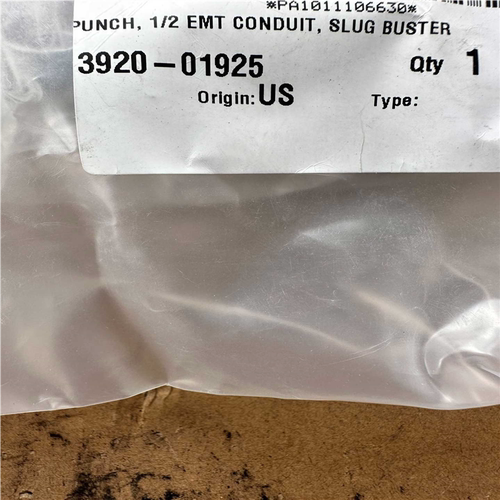 *PA1011106630*
PUNCH, 1/2 EMT CONDUIT, SLUG BUSTER
3920-01925 Qty 1
Origin: US Type: